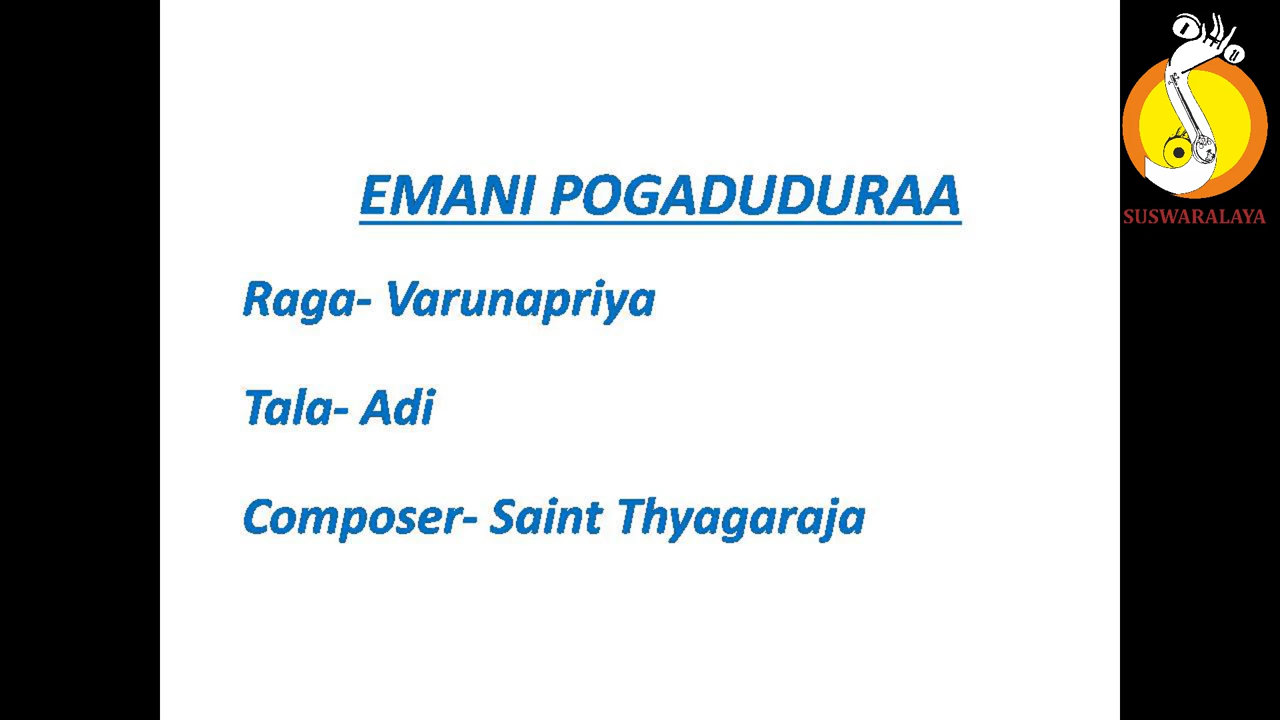 EMANI POGADUDURAA
Raga- Varunapriya
Tala- Adi
Composer- Saint Thyagaraja
SUSWARALAYA